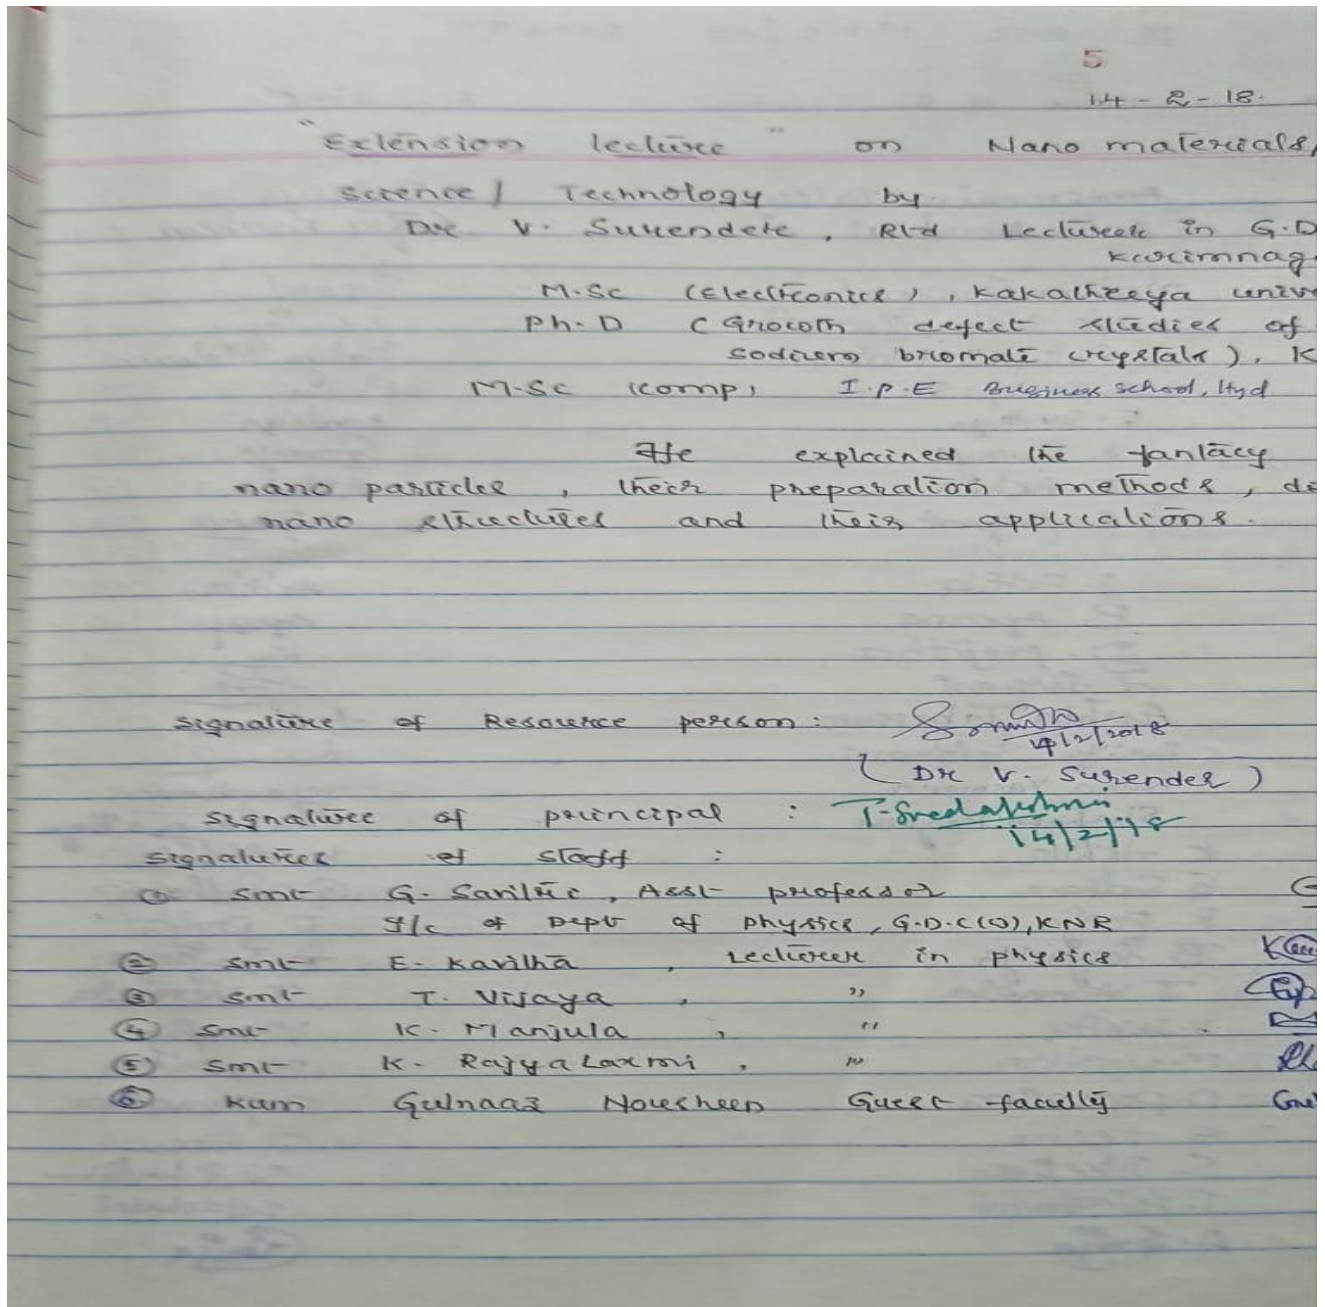 5
14-2-18.
"Extension lecture" on Nano materials,
Science / Technology by
Dr V. Surender, Rtd Lecturer in G.D
Karimnag
M.Sc (Electronics), Kakatheeya univ
Ph.D (Growth defect studies of
sodium bromate crystals), K
M.Sc (comp, I.P.E Business School, Hyd
He explained the fantacy
nano particles, their preparation methods, de
nano structures and their applications.
Signature of Resource person:
14/2/2018
(Dr V. Surender)
Signature of principal :
14/2/18
Signatures of staff :
① Smt G. Saritha, Asst professor
I/c of Dept of physics, G.D.C(W), KNR
② Smt E. Kavitha, lecturer in physics
③ Smt T. Vijaya, "
④ Smt K. Manjula, "
⑤ Smt K. Rajya Laxmi, "
⑥ Kum Gulnaaz Nousheen Guest faculty